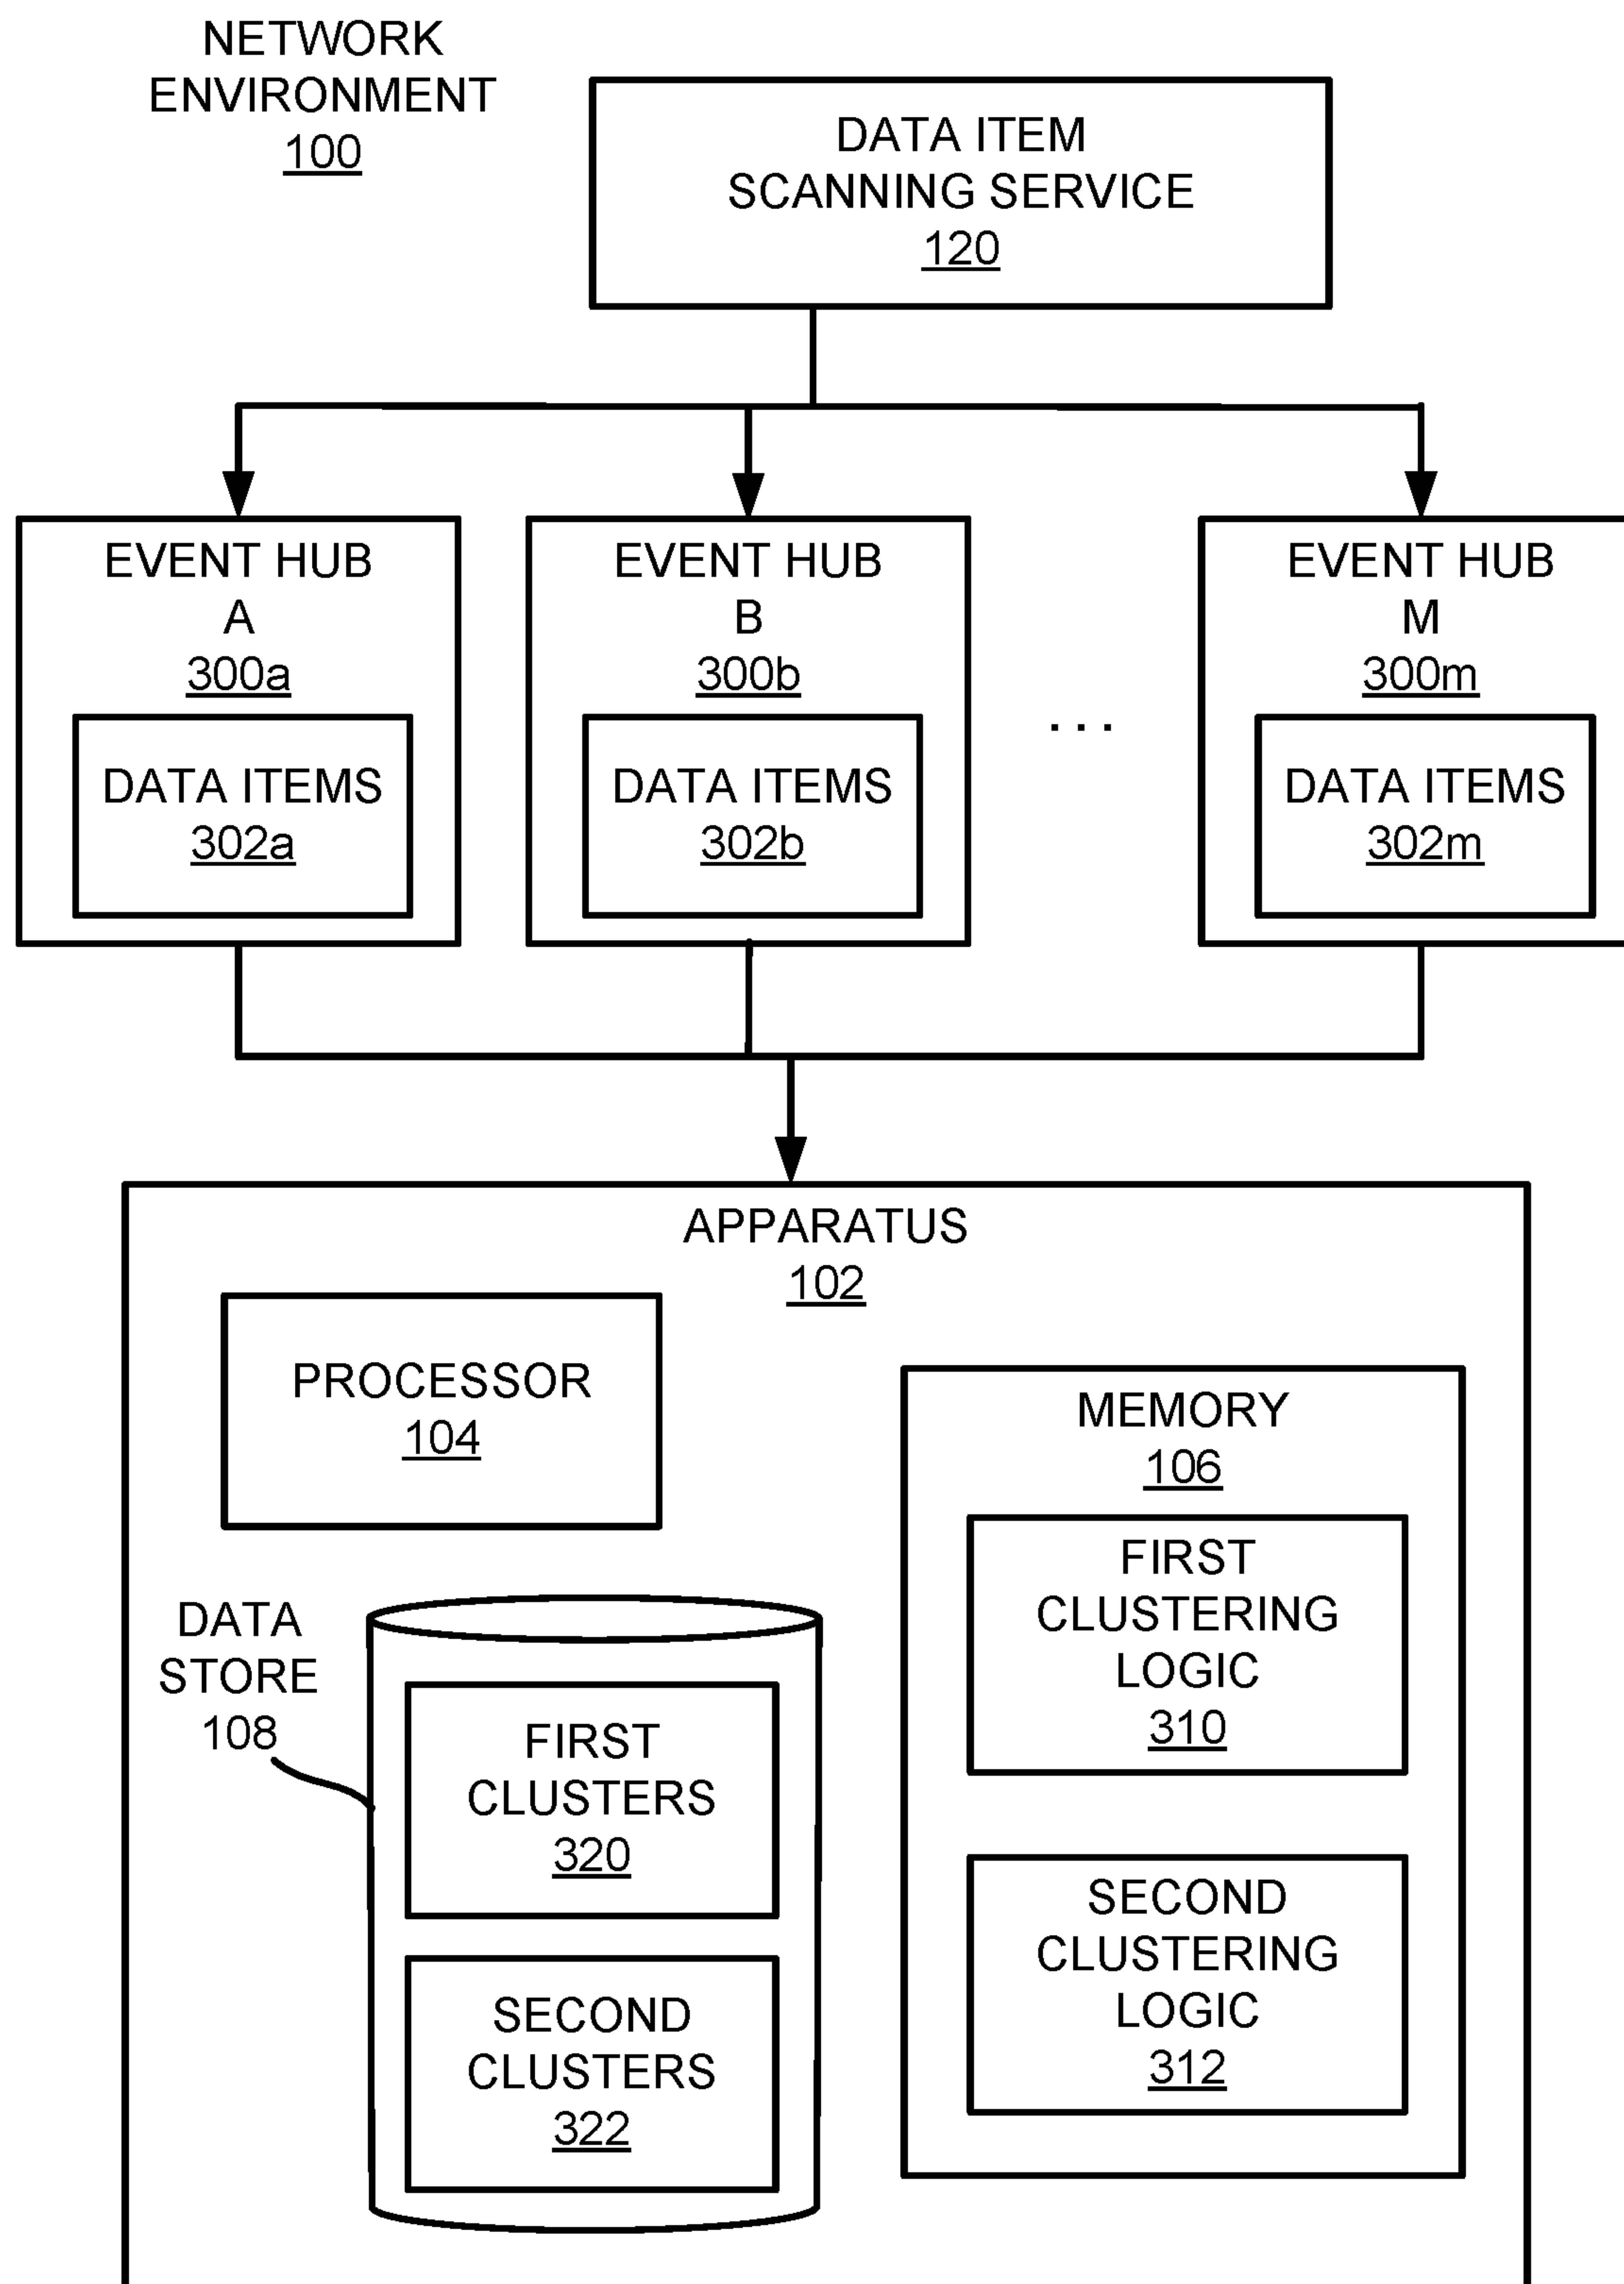 NETWORK
ENVIRONMENT
100
DATA ITEM
SCANNING SERVICE
120
EVENT HUB
A
300a
DATA ITEMS
302a
EVENT HUB
B
300b
DATA ITEMS
302b
. . .
EVENT HUB
M
300m
DATA ITEMS
302m
APPARATUS
102
PROCESSOR
104
MEMORY
106
FIRST
CLUSTERING
LOGIC
310
SECOND
CLUSTERING
LOGIC
312
DATA
STORE
108
FIRST
CLUSTERS
320
SECOND
CLUSTERS
322